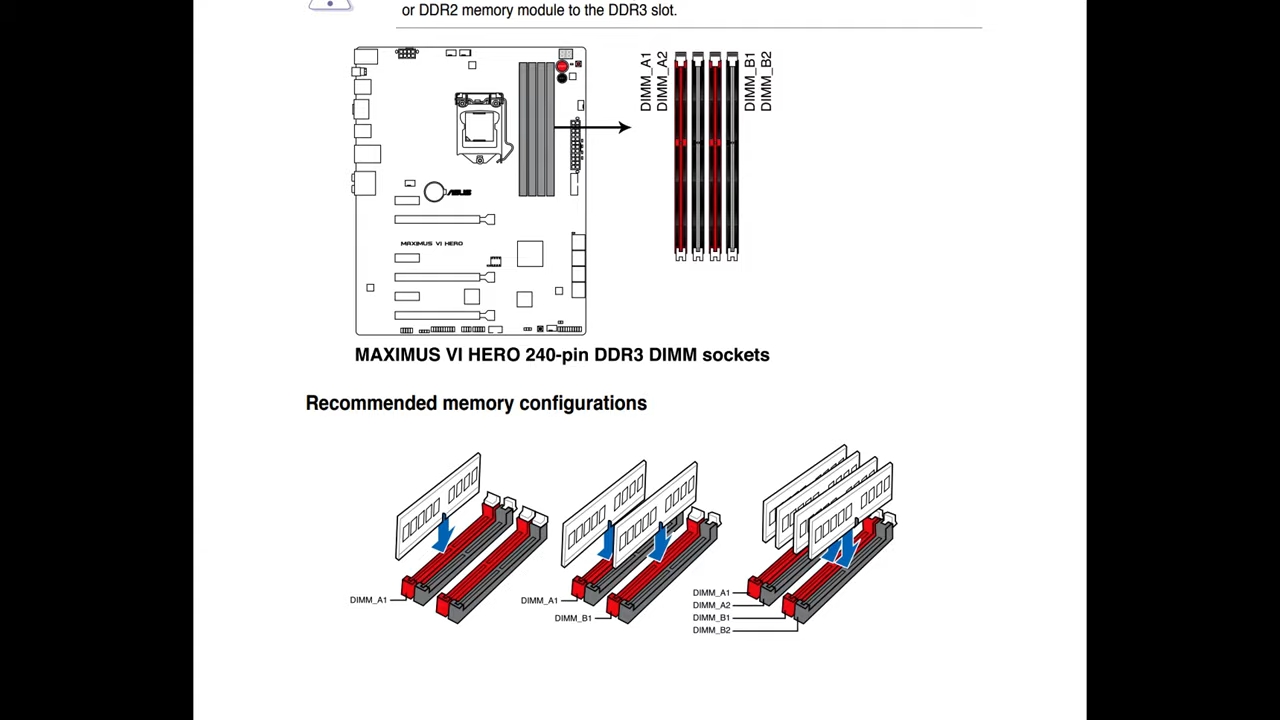 or DDR2 memory module to the DDR3 slot.
DIMM_A1
DIMM_A2
DIMM_B1
DIMM_B2
ASUS
MAXIMUS VI HERO
MAXIMUS VI HERO 240-pin DDR3 DIMM sockets
Recommended memory configurations
DIMM_A1
DIMM_A1
DIMM_B1
DIMM_A1
DIMM_A2
DIMM_B1
DIMM_B2